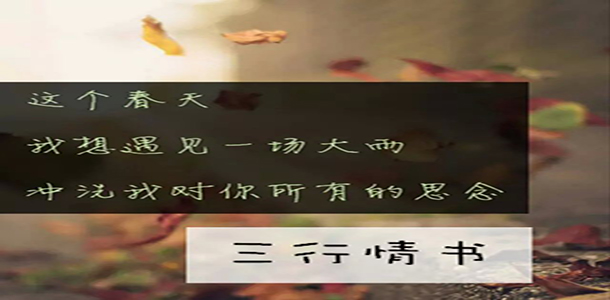 这个春天
我想遇见一场大雨
冲洗我对你所有的思念
三行情书